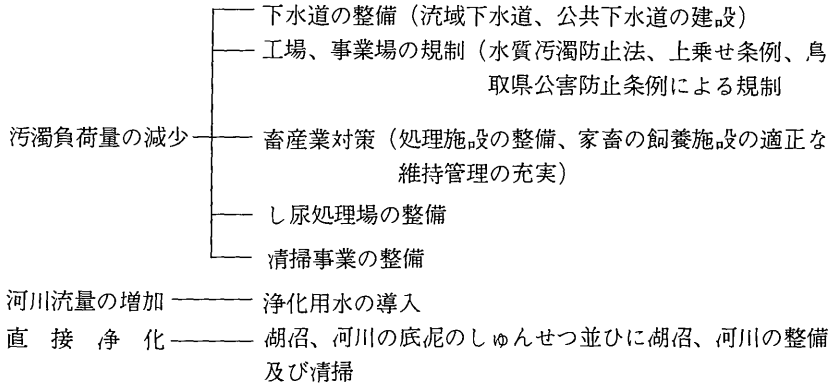 下水道の整備（流域下水道、公共下水道の建設）
工場、事業場の規制（水質汚濁防止法、上乗せ条例、鳥
取県公害防止条例による規制
汚濁負荷量の減少
畜産業対策（処理施設の整備、家畜の飼養施設の適正な
維持管理の充実）
し尿処理場の整備
清掃事業の整備
河川流量の増加 浄化用水の導入
直接浄化 湖沼、河川の底泥のしゅんせつ並ひに湖沼、河川の整備
及び清掃